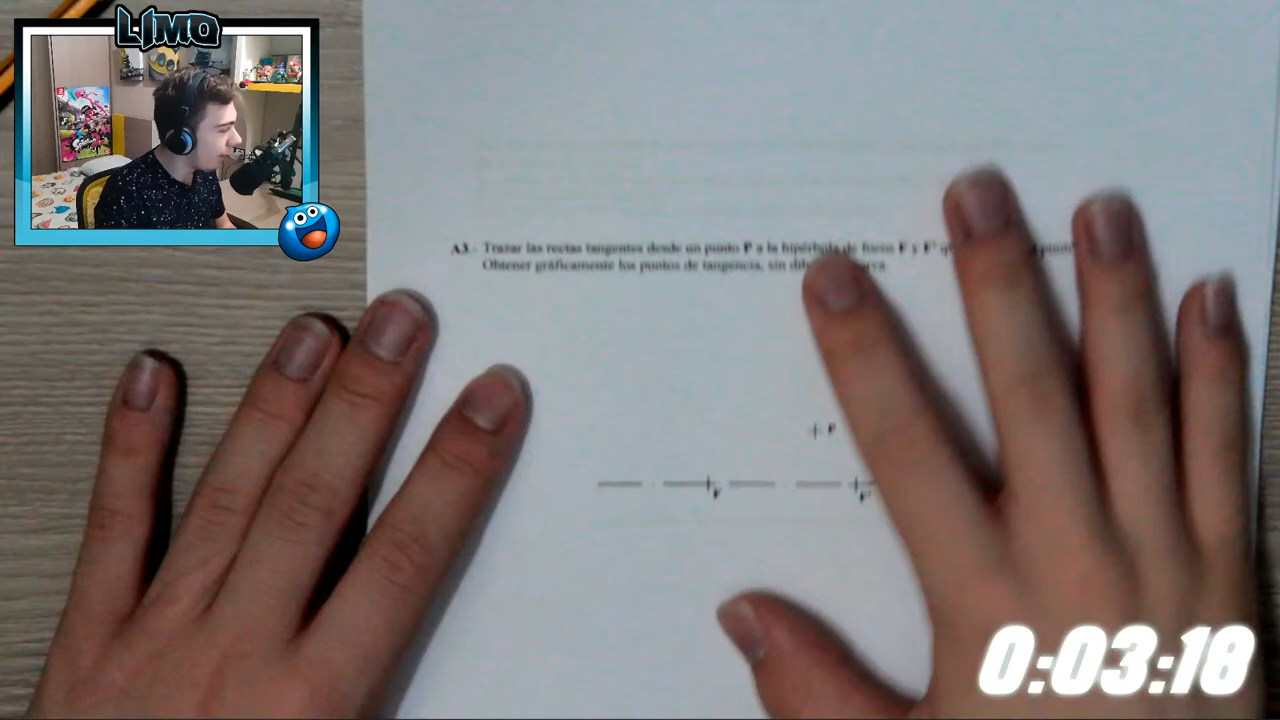 LIMO
A3.- Trazar las rectas tangentes desde un punto P a la hipérbola de focos F y F'
Obtener gráficamente los puntos de tangencia, sin
P
F
F'
0:03:18